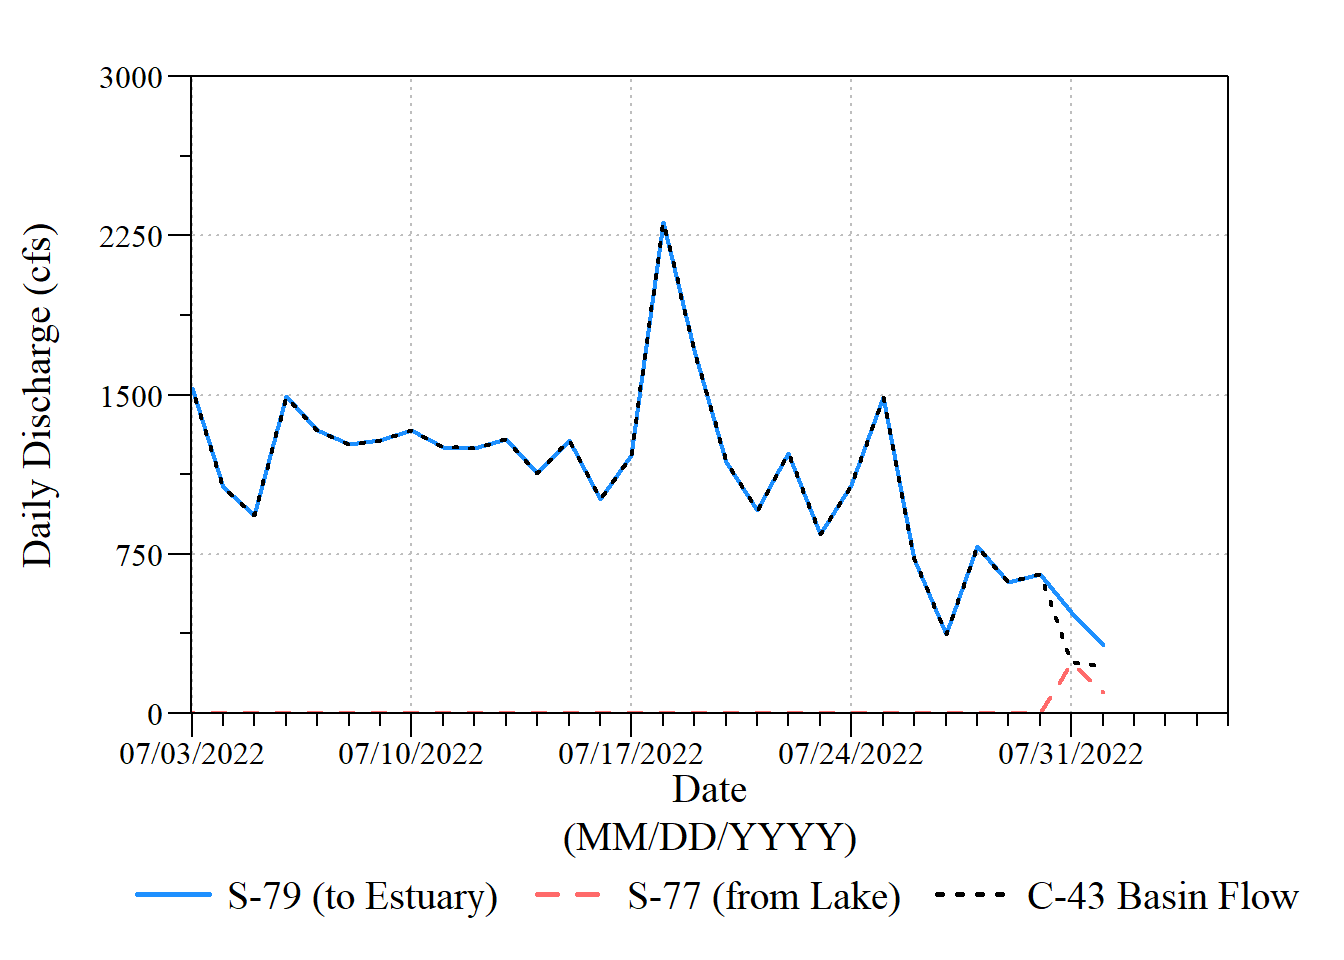 3000
2250
1500
750
0
Daily Discharge (cfs)
07/03/2022 07/10/2022 07/17/2022 07/24/2022 07/31/2022
Date
(MM/DD/YYYY)
S-79 (to Estuary) S-77 (from Lake) C-43 Basin Flow